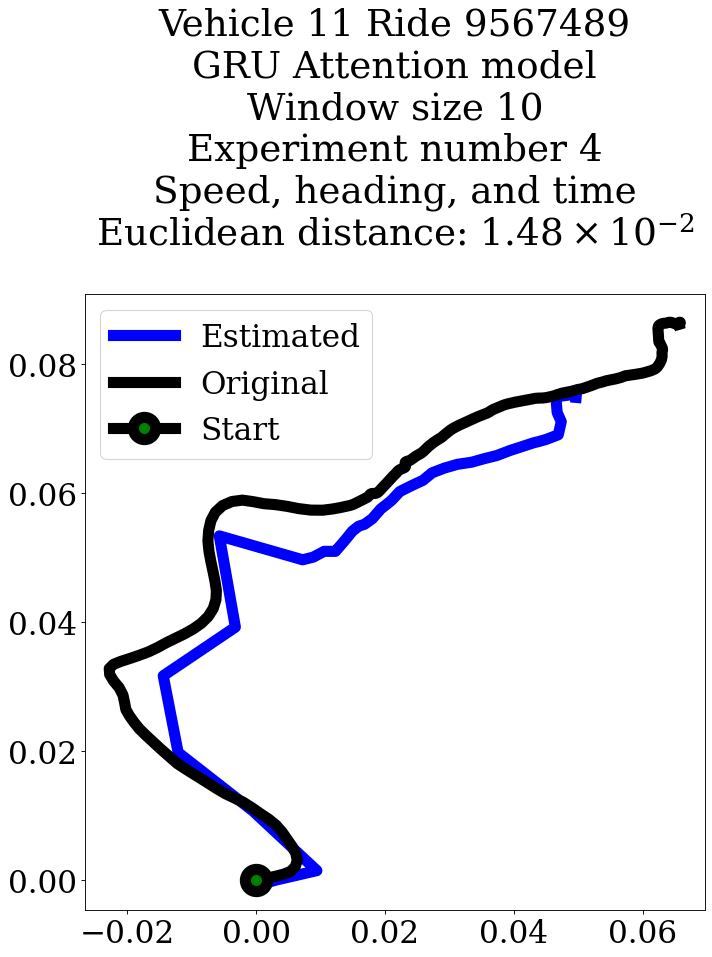 Vehicle 11 Ride 9567489
GRU Attention model
Window size 10
Experiment number 4
Speed, heading, and time
Euclidean distance: 1.48 × 10⁻²
Estimated
Original
Start
0.08
0.06
0.04
0.02
0.00
−0.02 0.00 0.02 0.04 0.06